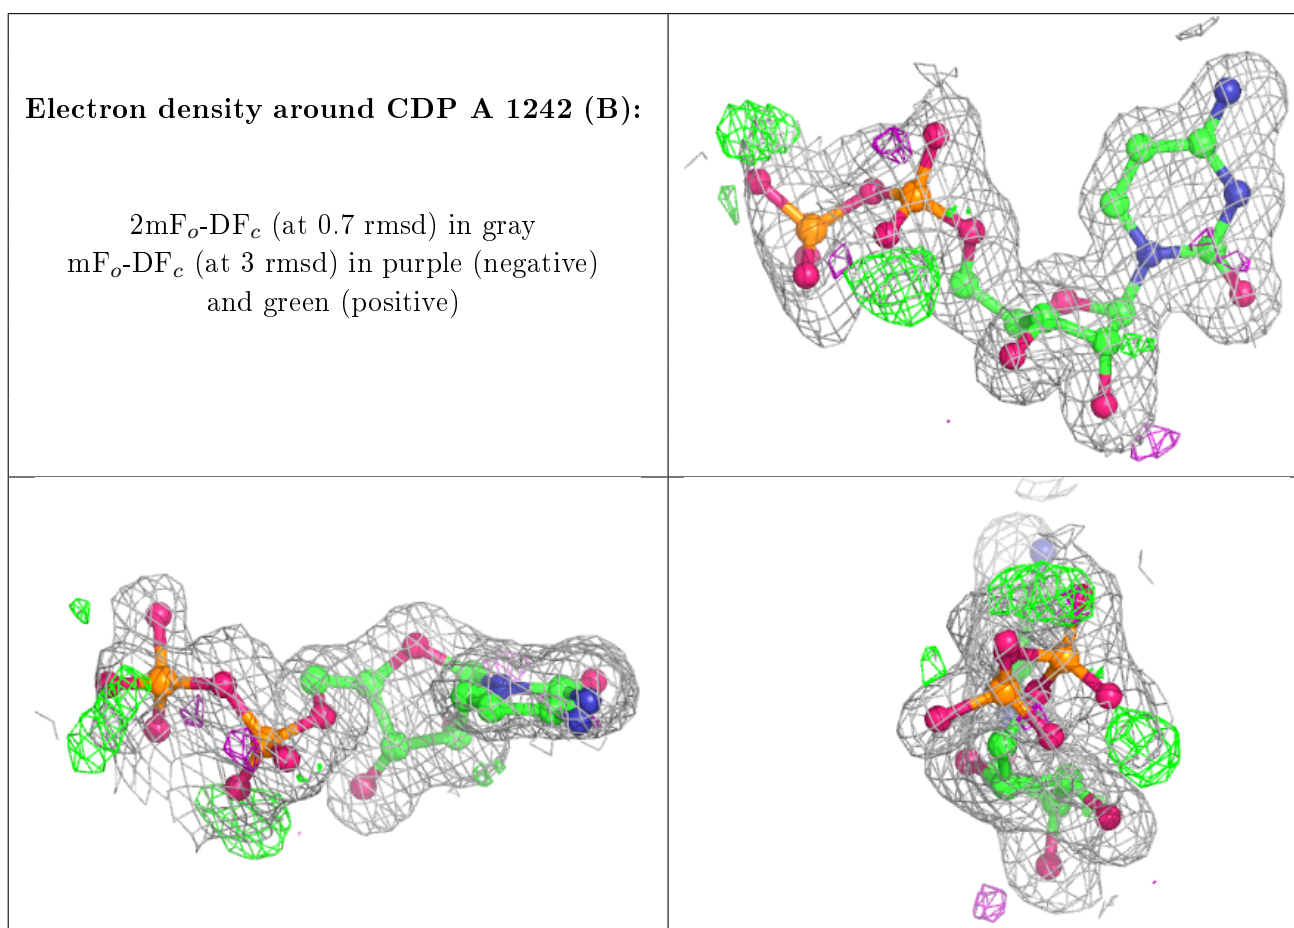 Electron density around CDP A 1242 (B):
2mFₒ-DF𝒸 (at 0.7 rmsd) in gray
mFₒ-DF𝒸 (at 3 rmsd) in purple (negative)
and green (positive)